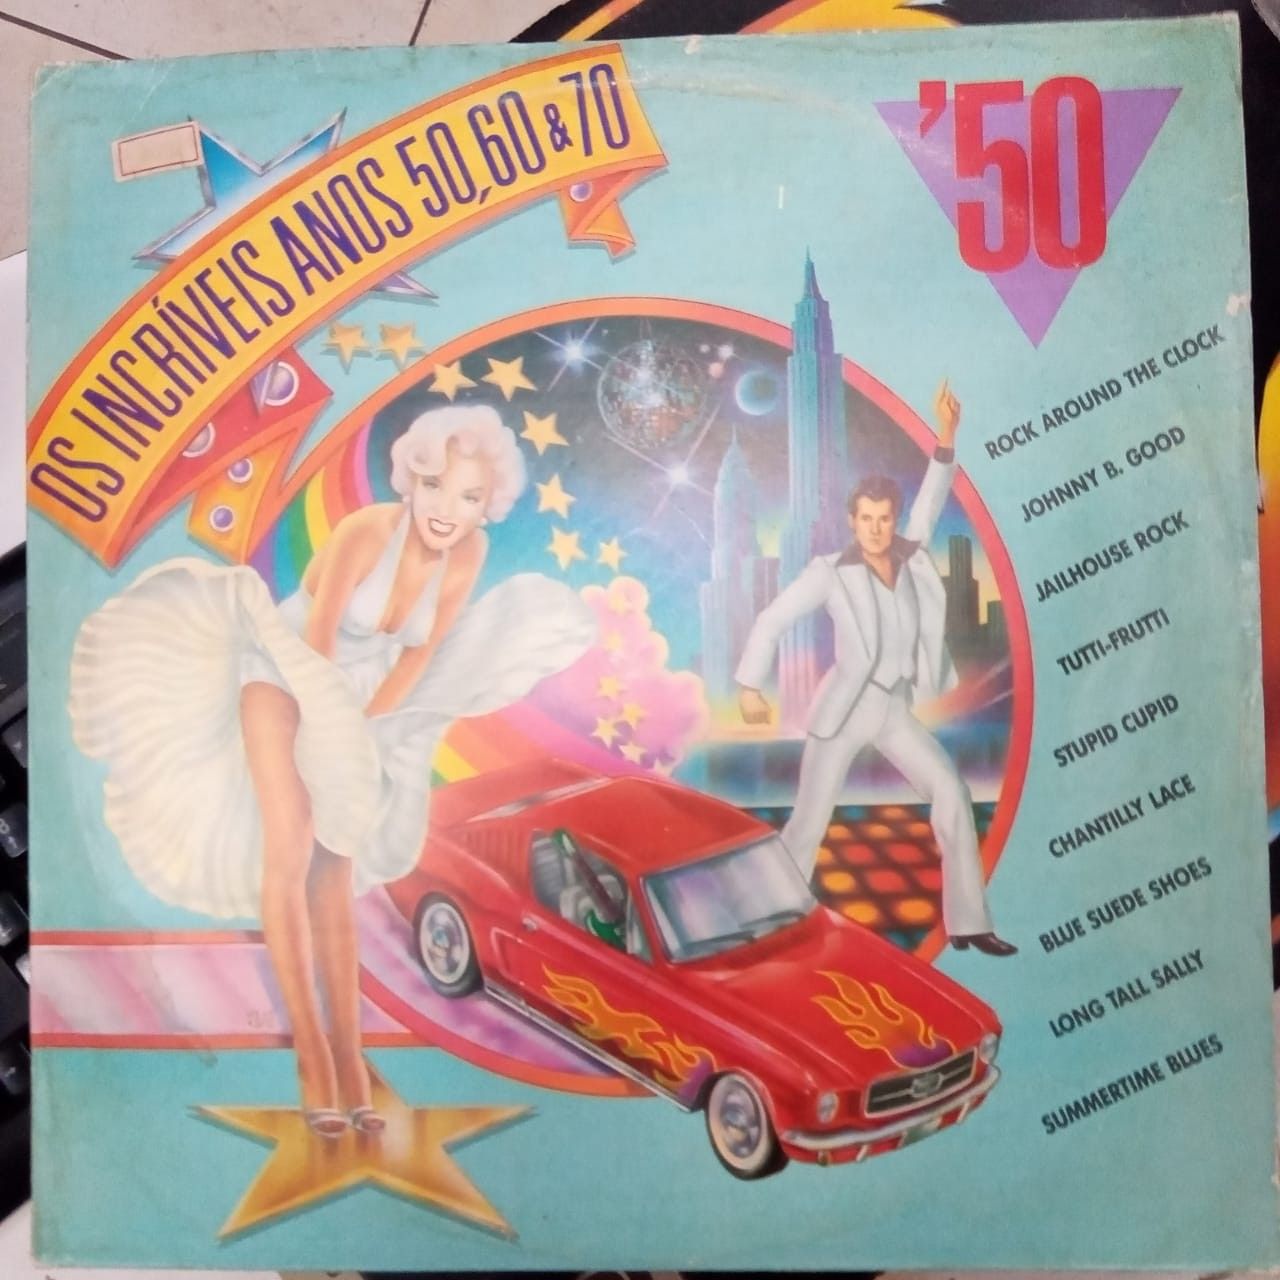 OS INCRÍVEIS ANOS 50, 60 & 70
'50
ROCK AROUND THE CLOCK
JOHNNY B. GOOD
JAILHOUSE ROCK
TUTTI-FRUTTI
STUPID CUPID
CHANTILLY LACE
BLUE SUEDE SHOES
LONG TALL SALLY
SUMMERTIME BLUES